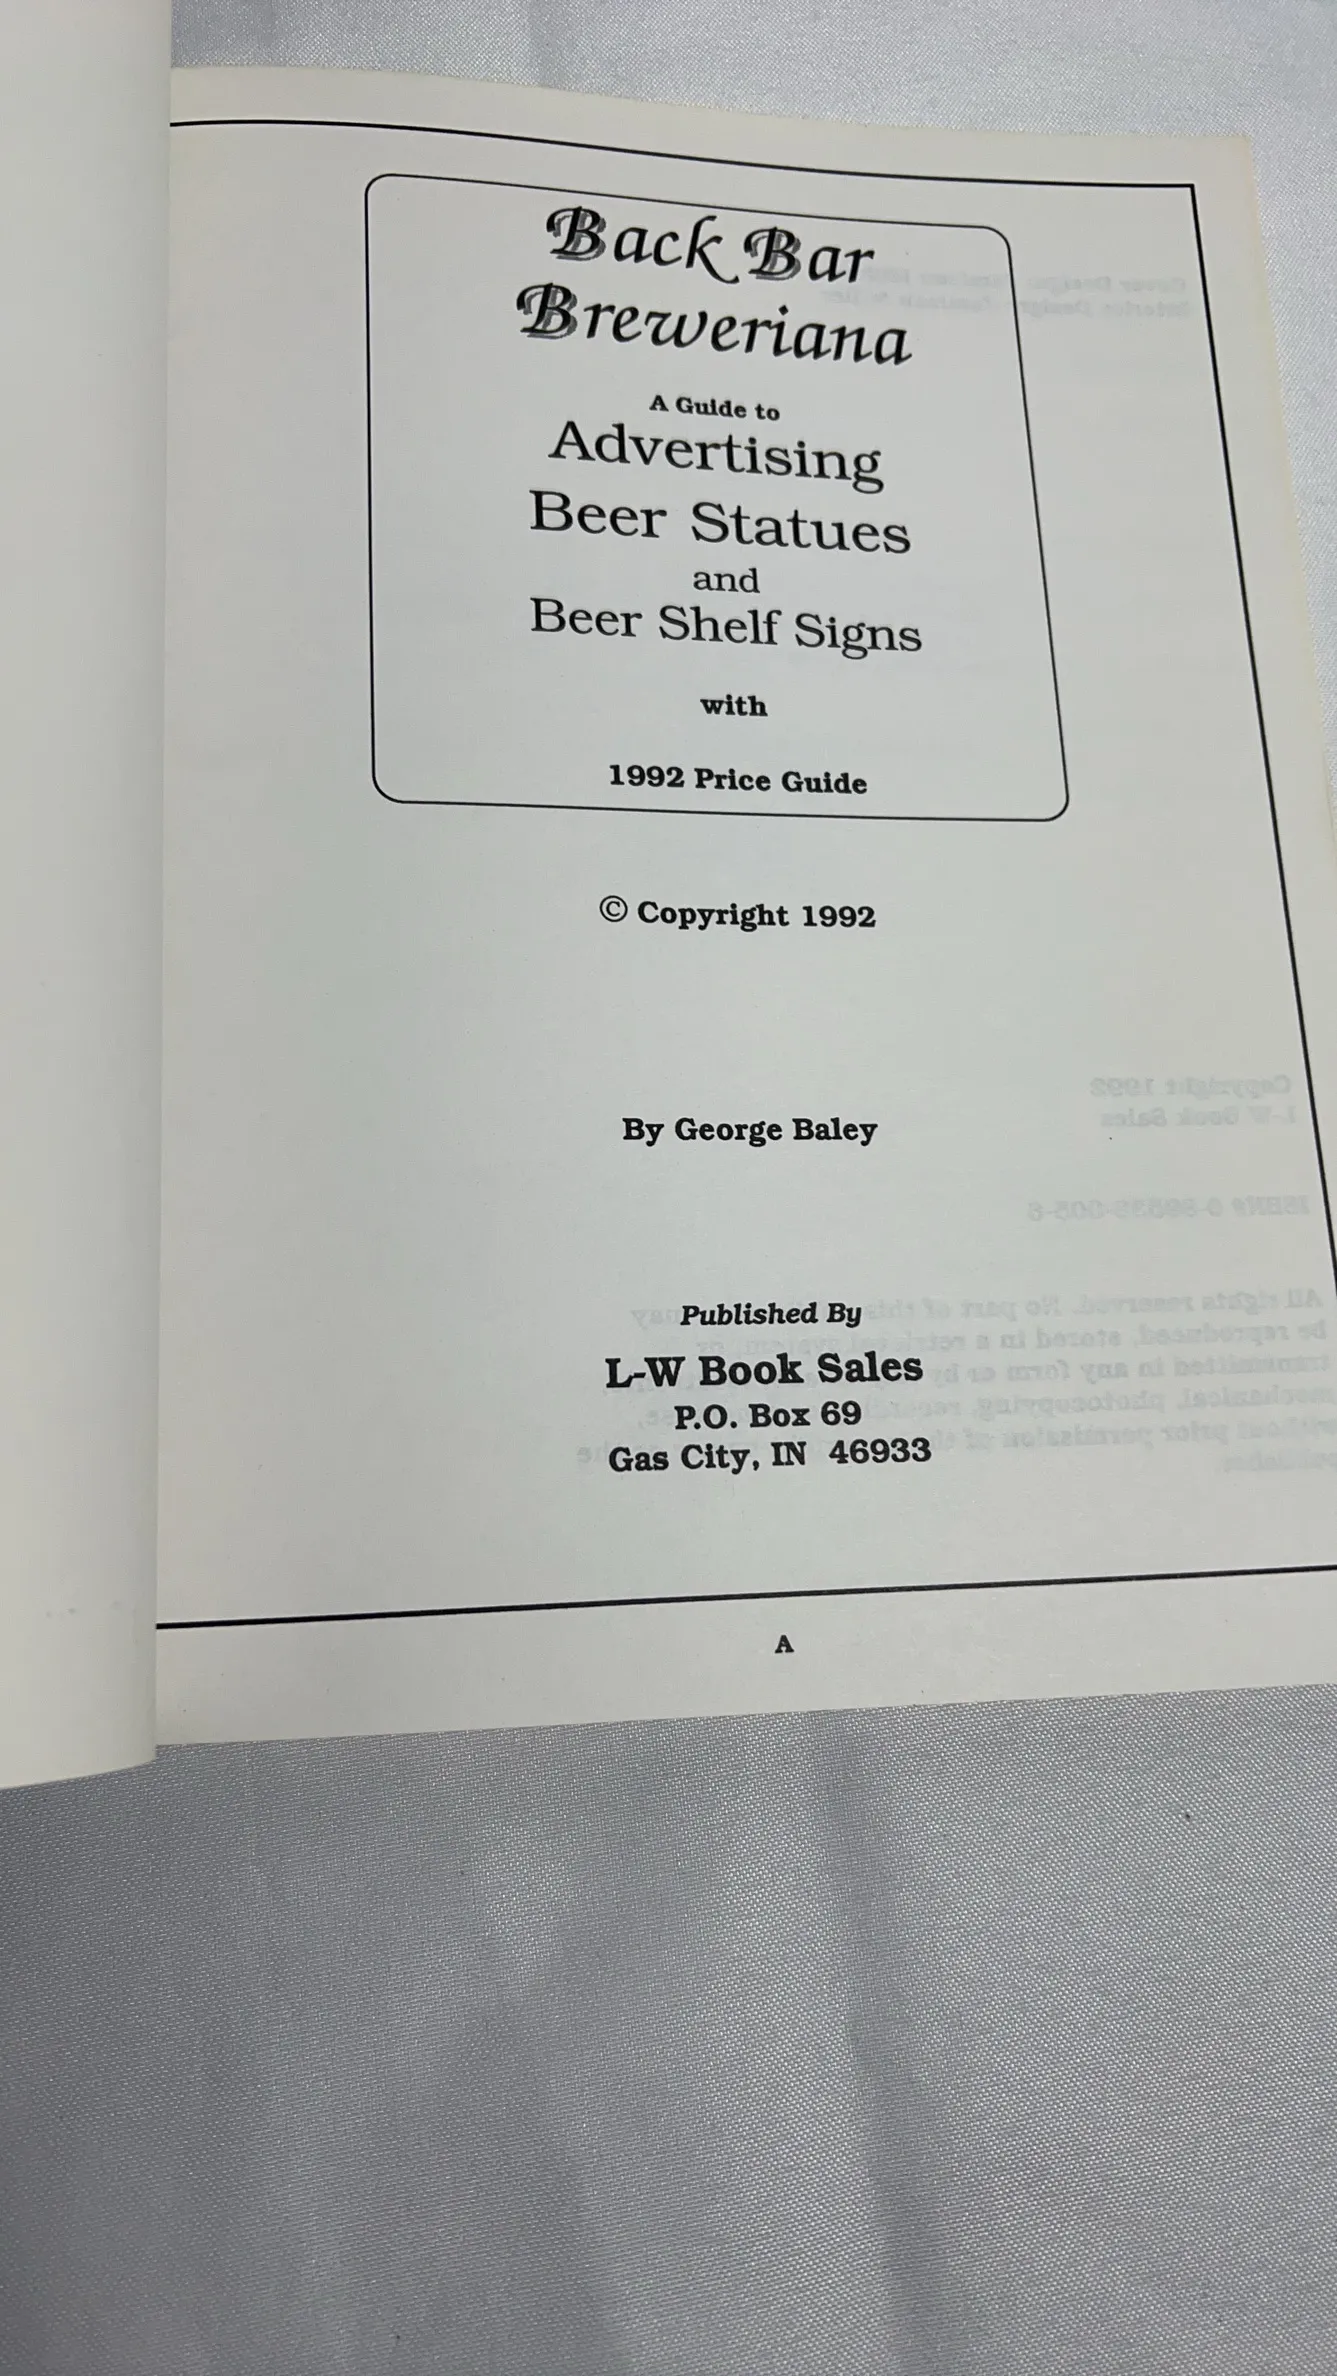 Back Bar
Breweriana
A Guide to
Advertising
Beer Statues
and
Beer Shelf Signs
with
1992 Price Guide
© Copyright 1992
By George Baley
Published By
L-W Book Sales
P.O. Box 69
Gas City, IN 46933
A